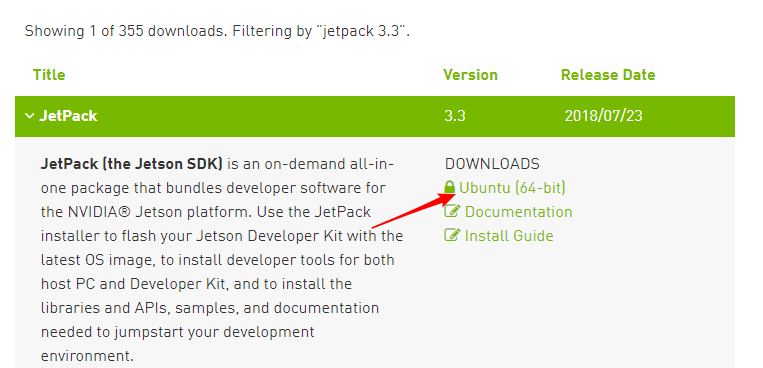 Showing 1 of 355 downloads. Filtering by "jetpack 3.3".
Title Version Release Date
JetPack 3.3 2018/07/23
JetPack (the Jetson SDK) is an on-demand all-in-
one package that bundles developer software for
the NVIDIA® Jetson platform. Use the JetPack
installer to flash your Jetson Developer Kit with the
latest OS image, to install developer tools for both
host PC and Developer Kit, and to install the
libraries and APIs, samples, and documentation
needed to jumpstart your development
environment.
DOWNLOADS
Ubuntu (64-bit)
Documentation
Install Guide